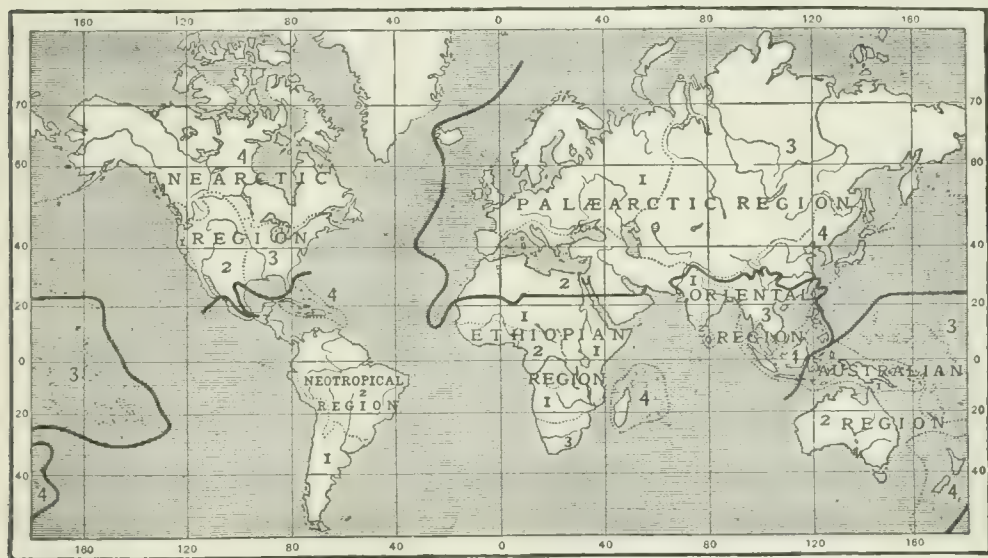 160 120 80 40 0 40 80 120 160
70 70
4
3
60 NEARCTIC 60
1
PALÆARCTIC REGION
REGION 4
40 3 40
2
2 1
ORIENTAL
20 4 20
1 3 3
ETHIOPIAN REGION
2 1 4
0 0
3 AUSTRALIAN
NEOTROPICAL REGION 1
2
REGION 1 4
20 2 REGION 20
3
1
40 40
4 4
160 120 80 40 0 40 80 120 160